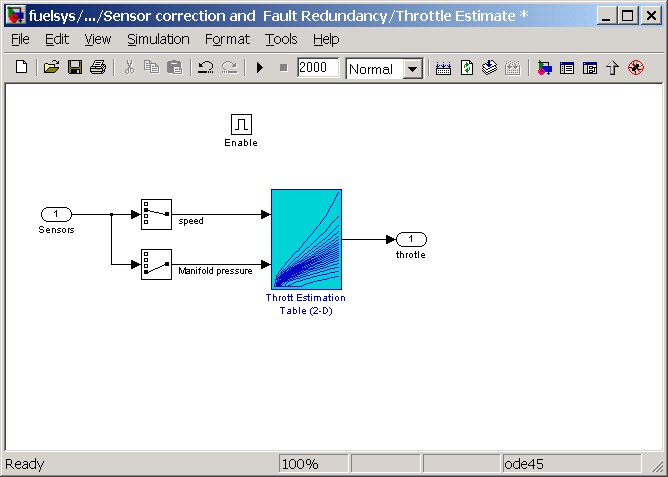 fuelsys/.../Sensor correction and  Fault Redundancy/Throttle Estimate *
File Edit View Simulation Format Tools Help
2000 Normal
Enable
1
Sensors
speed
Manifold pressure
Thrott Estimation
Table (2-D)
1
throtle
Ready 100% ode45